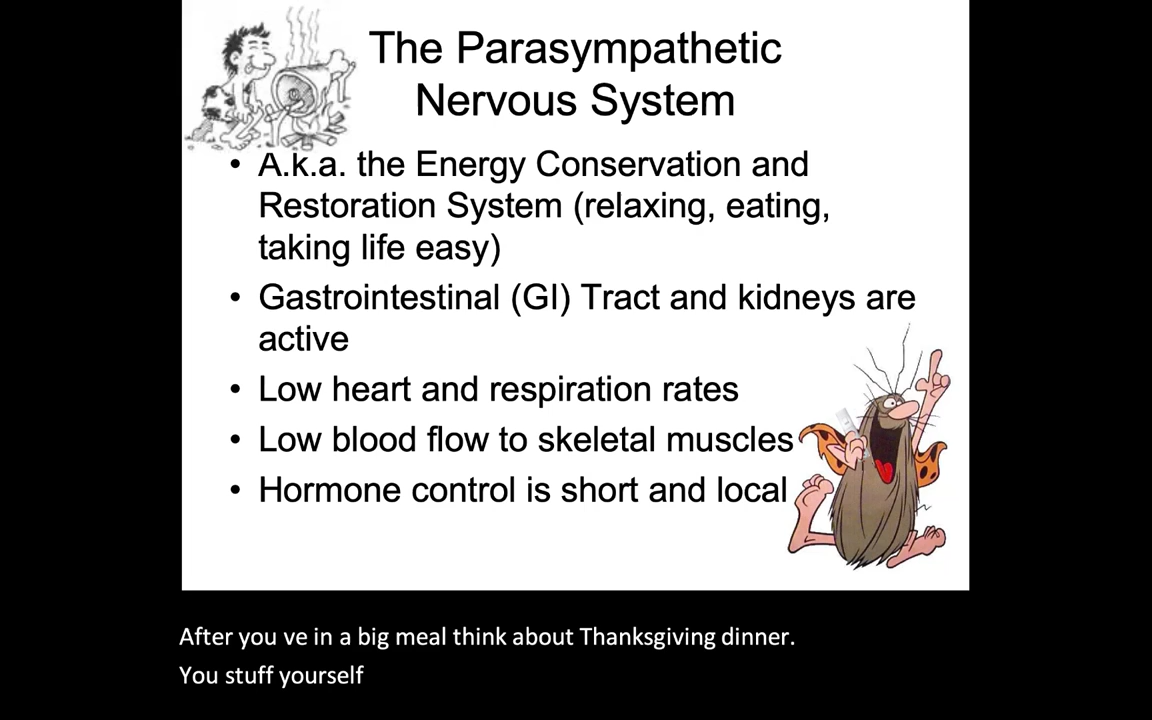 The Parasympathetic
Nervous System
• A.k.a. the Energy Conservation and
Restoration System (relaxing, eating,
taking life easy)
• Gastrointestinal (GI) Tract and kidneys are
active
• Low heart and respiration rates
• Low blood flow to skeletal muscles
• Hormone control is short and local
After you ve in a big meal think about Thanksgiving dinner.
You stuff yourself